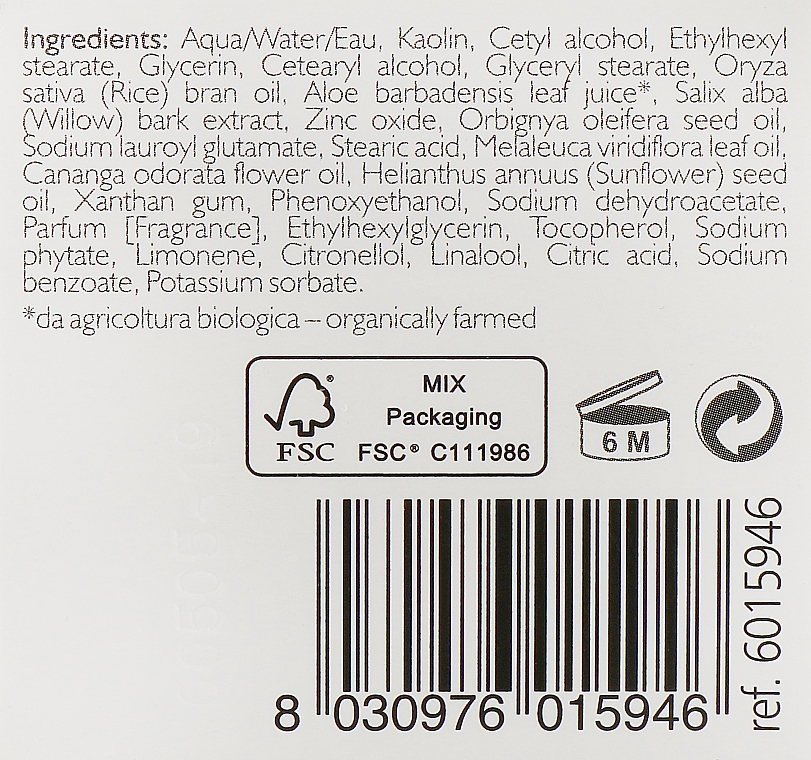 Ingredients: Aqua/Water/Eau, Kaolin, Cetyl alcohol, Ethylhexyl
stearate, Glycerin, Cetearyl alcohol, Glyceryl stearate, Oryza
sativa (Rice) bran oil, Aloe barbadensis leaf juice*, Salix alba
(Willow) bark extract, Zinc oxide, Orbignya oleifera seed oil,
Sodium lauroyl glutamate, Stearic acid, Melaleuca viridiflora leaf oil,
Cananga odorata flower oil, Helianthus annuus (Sunflower) seed
oil, Xanthan gum, Phenoxyethanol, Sodium dehydroacetate,
Parfum [Fragrance], Ethylhexylglycerin, Tocopherol, Sodium
phytate, Limonene, Citronellol, Linalool, Citric acid, Sodium
benzoate, Potassium sorbate.
*da agricoltura biologica – organically farmed
MIX
Packaging
FSC® C111986
® FSC
6 M
8 030976 015946
ref. 6015946